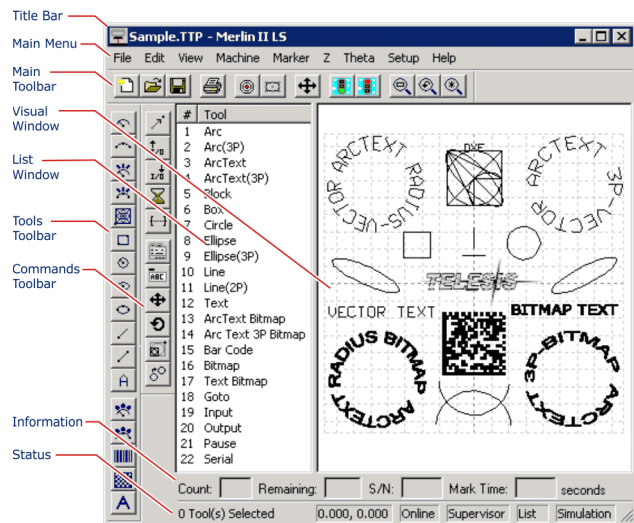 Title Bar
Main Menu
Main
Toolbar
Visual
Window
List
Window
Tools
Toolbar
Commands
Toolbar
Information
Status
Sample.TTP - Merlin II LS
File Edit View Machine Marker Z Theta Setup Help
# Tool
1 Arc
2 Arc(3P)
3 ArcText
4 ArcText(3P)
5 Block
6 Box
7 Circle
8 Ellipse
9 Ellipse(3P)
10 Line
11 Line(2P)
12 Text
13 ArcText Bitmap
14 Arc Text 3P Bitmap
15 Bar Code
16 Bitmap
17 Text Bitmap
18 Goto
19 Input
20 Output
21 Pause
22 Serial
I/O
ABC
A
A
RADIUS-VECTOR ARCTEXT
DXF
3P-VECTOR ARCTEXT
TELESIS
VECTOR TEXT
BITMAP TEXT
RADIUS BITMAP ARCTEXT
3P-BITMAP ARCTEXT
Count: Remaining: S/N: Mark Time: seconds
0 Tool(s) Selected 0.000, 0.000 Online Supervisor List Simulation